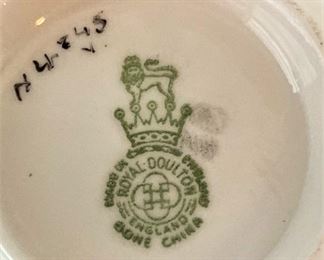 MADE IN ENGLAND
ROYAL DOULTON
ENGLAND
BONE CHINA